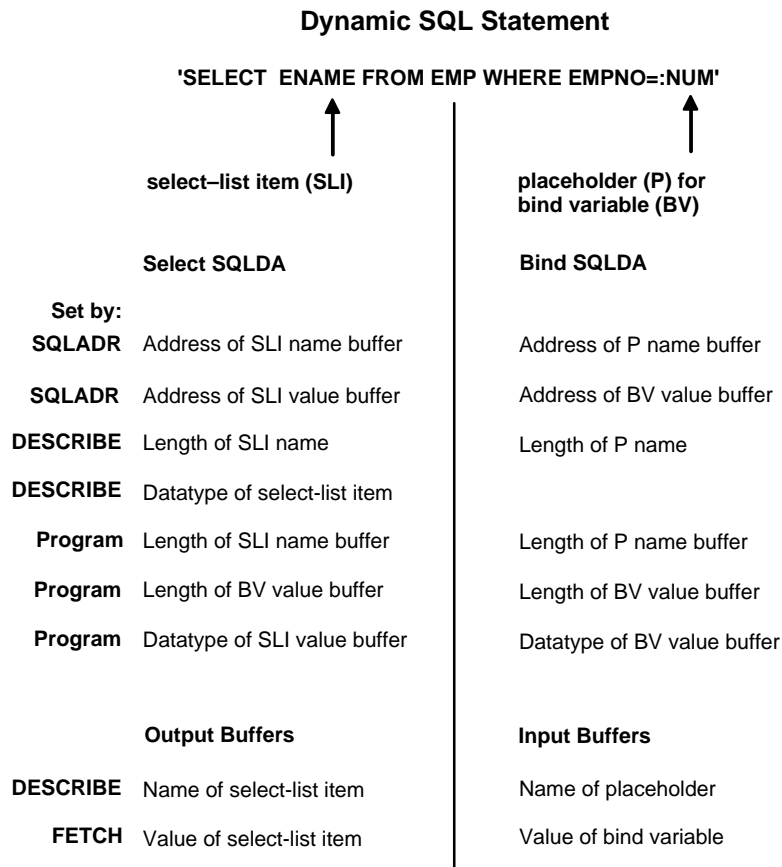 Dynamic SQL Statement
'SELECT ENAME FROM EMP WHERE EMPNO=:NUM'
select–list item (SLI)
placeholder (P) for
bind variable (BV)
Select SQLDA
Bind SQLDA
Set by:
SQLADR Address of SLI name buffer Address of P name buffer
SQLADR Address of SLI value buffer Address of BV value buffer
DESCRIBE Length of SLI name Length of P name
DESCRIBE Datatype of select-list item
Program Length of SLI name buffer Length of P name buffer
Program Length of BV value buffer Length of BV value buffer
Program Datatype of SLI value buffer Datatype of BV value buffer
Output Buffers Input Buffers
DESCRIBE Name of select-list item Name of placeholder
FETCH Value of select-list item Value of bind variable